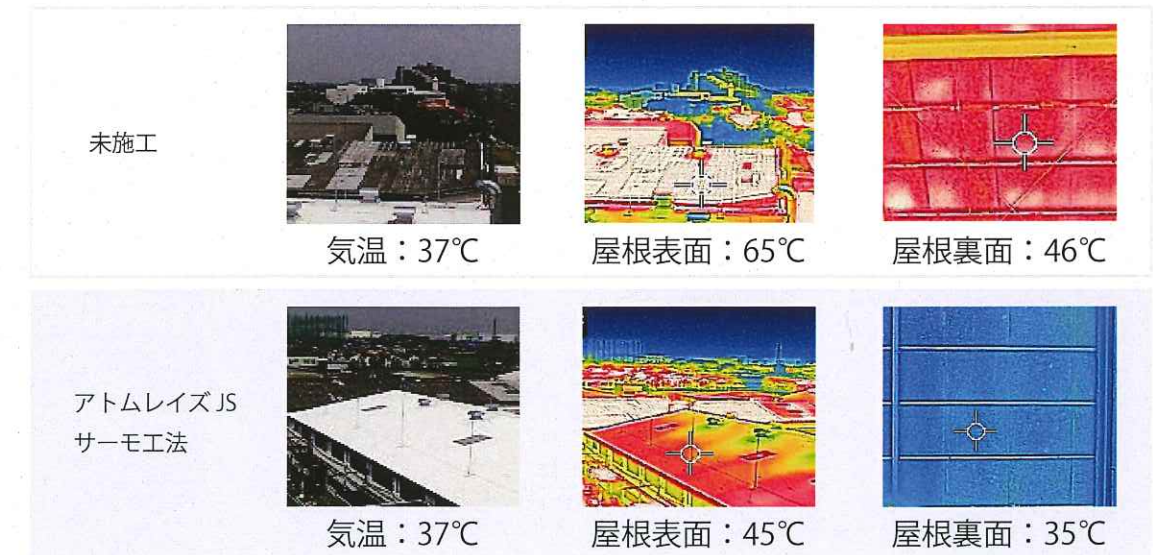 未施工
気温：37℃
屋根表面：65℃
屋根裏面：46℃
アトムレイズ JS
サーモ工法
気温：37℃
屋根表面：45℃
屋根裏面：35℃